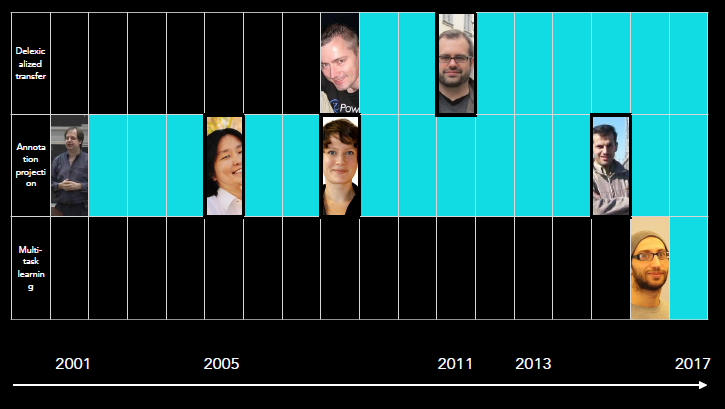 Delexic
alized
transfer
Pow
Annota
tion
projecti
on
Multi-
task
learnin
g
2001 2005 2011 2013 2017